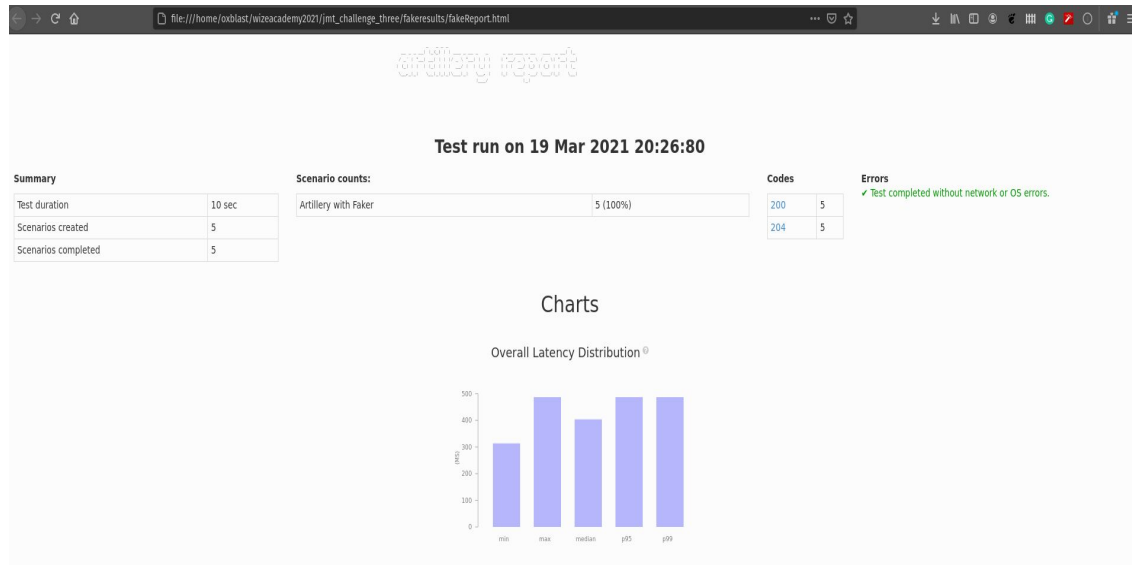 file:///home/oxblast/wizeacademy2021/jmt_challenge_three/fakeresults/fakeReport.html
artillery report
Test run on 19 Mar 2021 20:26:80
Summary
Test duration 10 sec
Scenarios created 5
Scenarios completed 5
Scenario counts:
Artillery with Faker 5 (100%)
Codes
200 5
204 5
Errors
✔ Test completed without network or OS errors.
Charts
Overall Latency Distribution
(MS)
500
400
300
200
100
0
min max median p95 p99